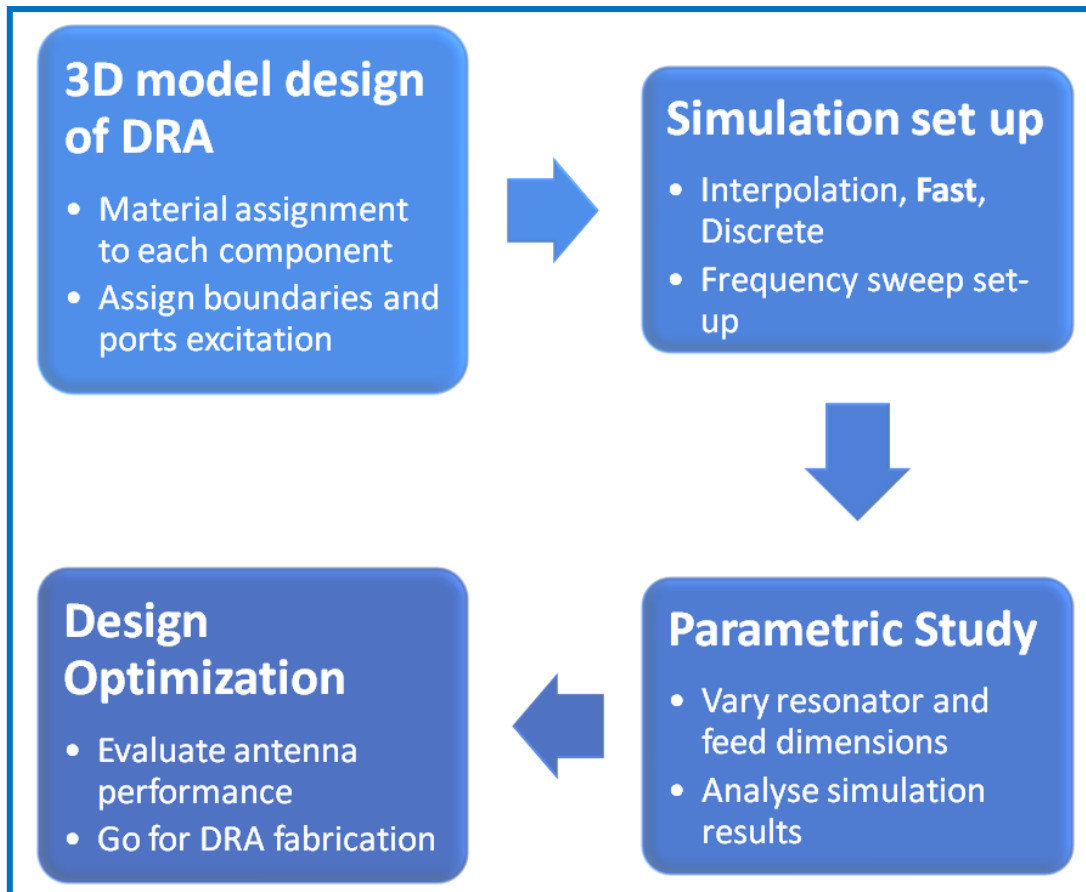 3D model design
of DRA
• Material assignment
to each component
• Assign boundaries and
ports excitation
Simulation set up
• Interpolation, Fast,
Discrete
• Frequency sweep set-
up
Parametric Study
• Vary resonator and
feed dimensions
• Analyse simulation
results
Design
Optimization
• Evaluate antenna
performance
• Go for DRA fabrication